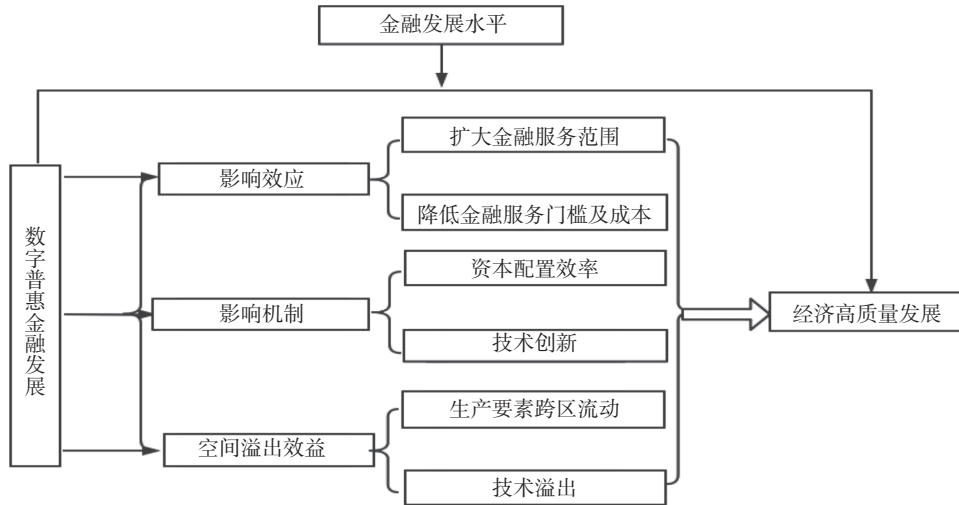 金融发展水平
扩大金融服务范围
影响效应
降低金融服务门槛及成本
数字普惠金融发展
资本配置效率
影响机制
经济高质量发展
技术创新
生产要素跨区流动
空间溢出效益
技术溢出